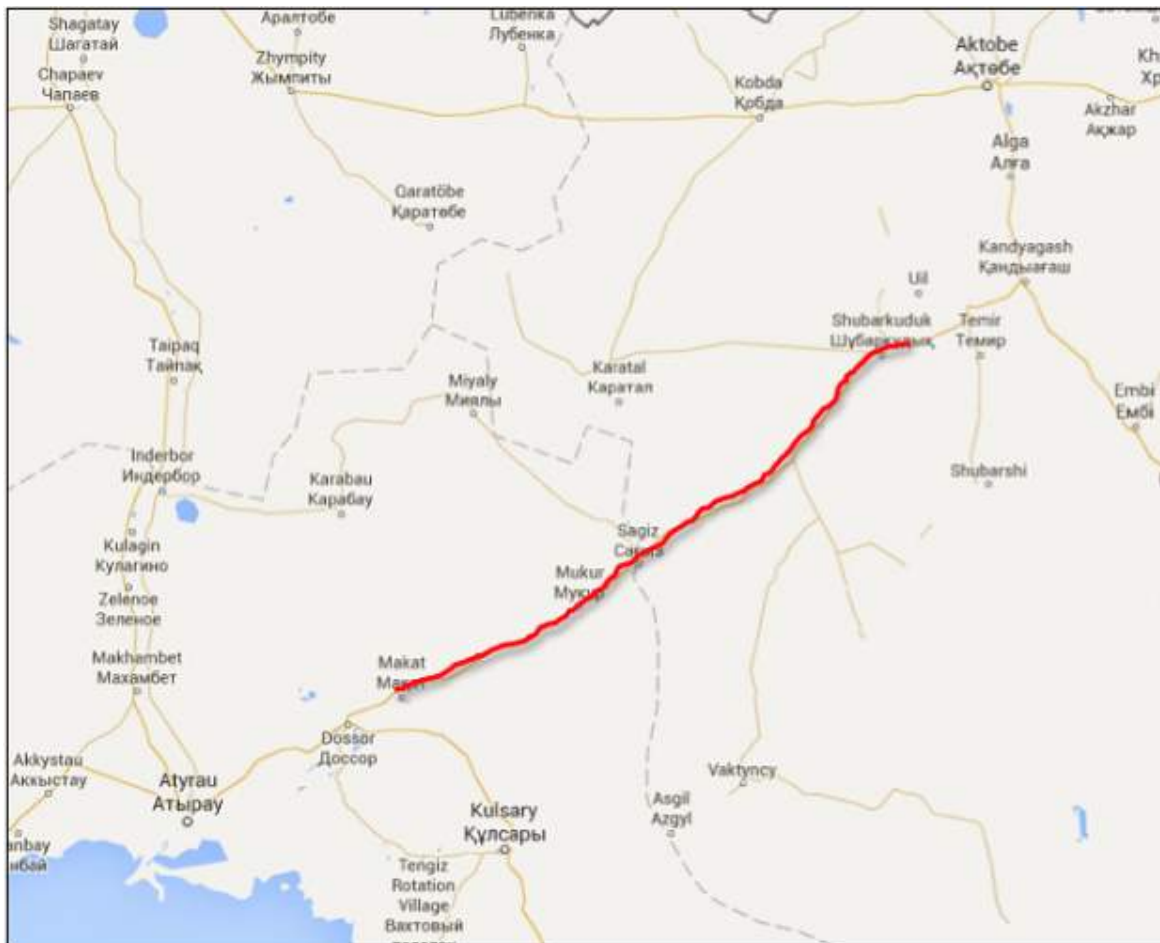 Shagatay
Шагатай
Chapaev
Чапаев
Аралтобе
Zhympity
Жымпиты
Lubenka
Лубенка
Kobda
Қобда
Aktobe
Ақтөбе
Akzhar
Ақжар
Alga
Алға
Qaratöbe
Қаратөбе
Kandyagash
Қандыағаш
Uil
Shubarkuduk
Temir
Темир
Taipaq
Тайпақ
Karatal
Каратал
Miyaly
Миялы
Embi
Ембі
Inderbor
Индербор
Karabau
Карабау
Shubarshi
Kulagin
Кулагино
Sagiz
Mukur
Zelenoe
Зеленое
Makhambet
Махамбет
Makat
Dossor
Доссор
Akkystau
Аккыстау
Atyrau
Атырау
Vaktyncy
Kulsary
Құлсары
Asgil
Azgyl
Tengiz
Rotation
Village
Вахтовый